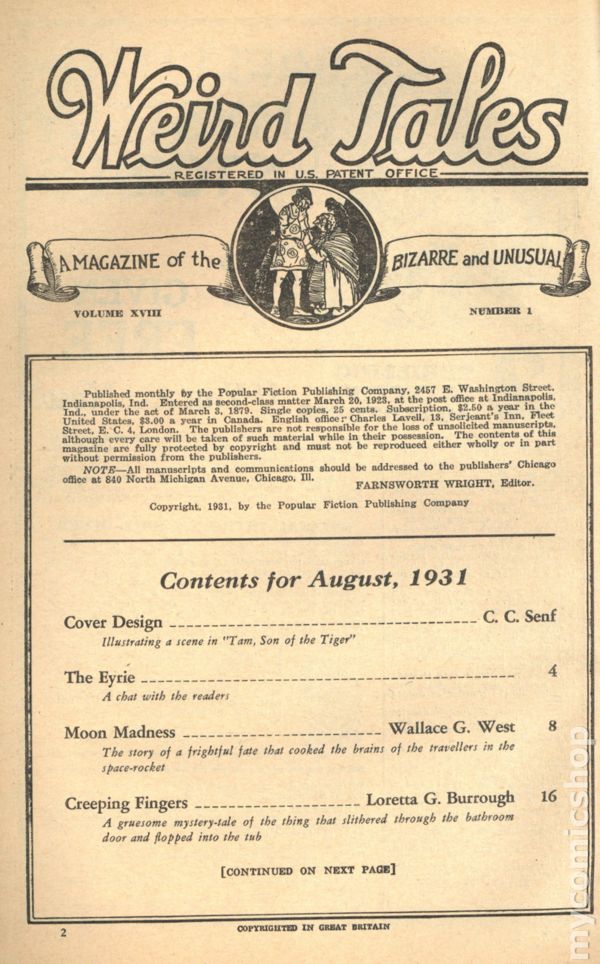 Weird Tales
REGISTERED IN U.S. PATENT OFFICE
A MAGAZINE of the BIZARRE and UNUSUAL
VOLUME XVIII NUMBER 1
Published monthly by the Popular Fiction Publishing Company, 2457 E. Washington Street,
Indianapolis, Ind. Entered as second-class matter March 20, 1923, at the post office at Indianapolis,
Ind., under the act of March 3, 1879. Single copies, 25 cents. Subscription, $2.50 a year in the
United States, $3.00 a year in Canada. English office: Charles Lavell, 13, Serjeant's Inn, Fleet
Street, E. C. 4, London. The publishers are not responsible for the loss of unsolicited manuscripts,
although every care will be taken of such material while in their possession. The contents of this
magazine are fully protected by copyright and must not be reproduced either wholly or in part
without permission from the publishers.
NOTE—All manuscripts and communications should be addressed to the publishers' Chicago
office at 840 North Michigan Avenue, Chicago, Ill.
FARNSWORTH WRIGHT, Editor.
Copyright, 1931, by the Popular Fiction Publishing Company
Contents for August, 1931
Cover Design C. C. Senf
Illustrating a scene in "Tam, Son of the Tiger"
The Eyrie 4
A chat with the readers
Moon Madness Wallace G. West 8
The story of a frightful fate that cooked the brains of the travellers in the
space-rocket
Creeping Fingers Loretta G. Burrough 16
A gruesome mystery-tale of the thing that slithered through the bathroom
door and flopped into the tub
[CONTINUED ON NEXT PAGE]
2 COPYRIGHTED IN GREAT BRITAIN
mycomicshop